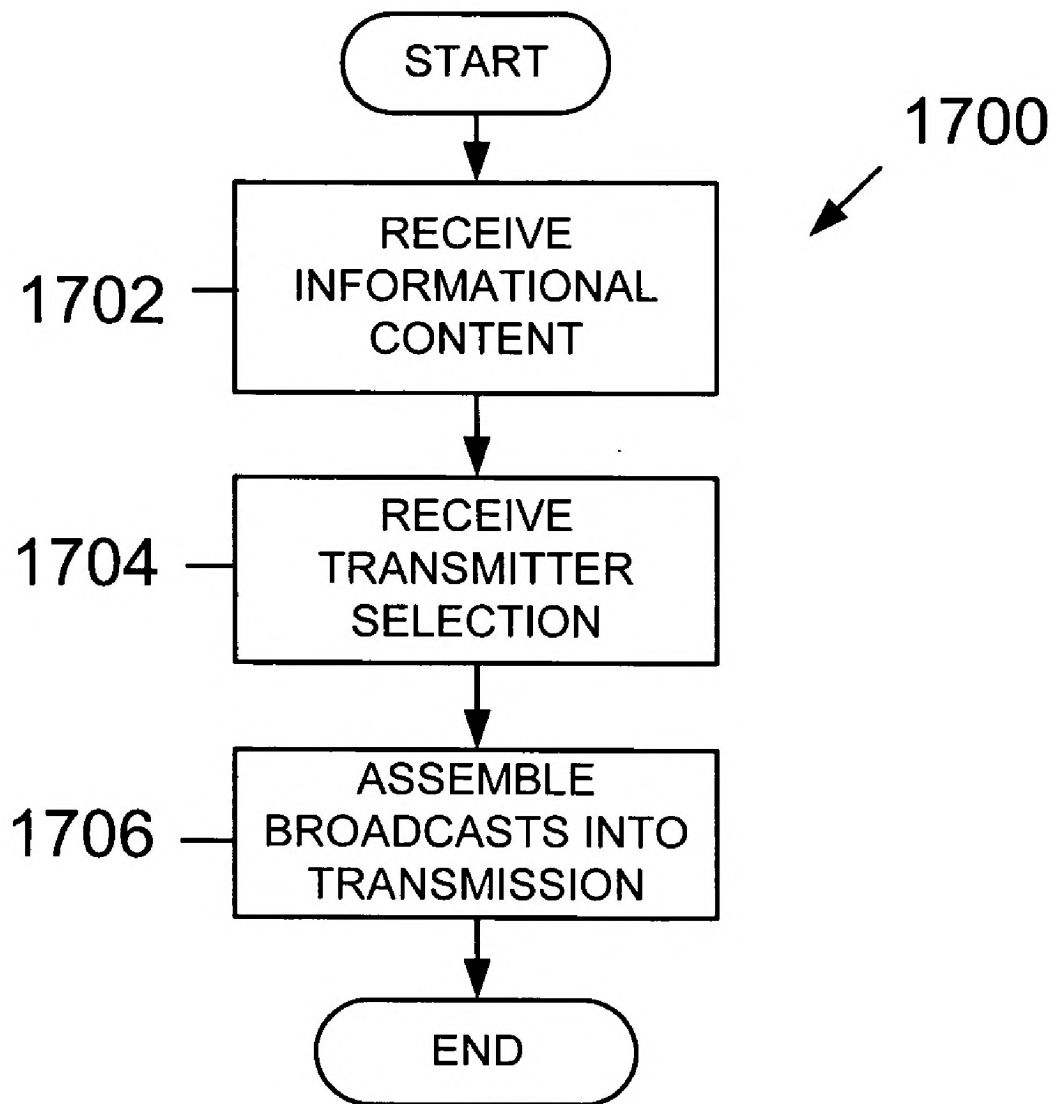 START
1700
RECEIVE
INFORMATIONAL
CONTENT
1702
RECEIVE
TRANSMITTER
SELECTION
1704
ASSEMBLE
BROADCASTS INTO
TRANSMISSION
1706
END